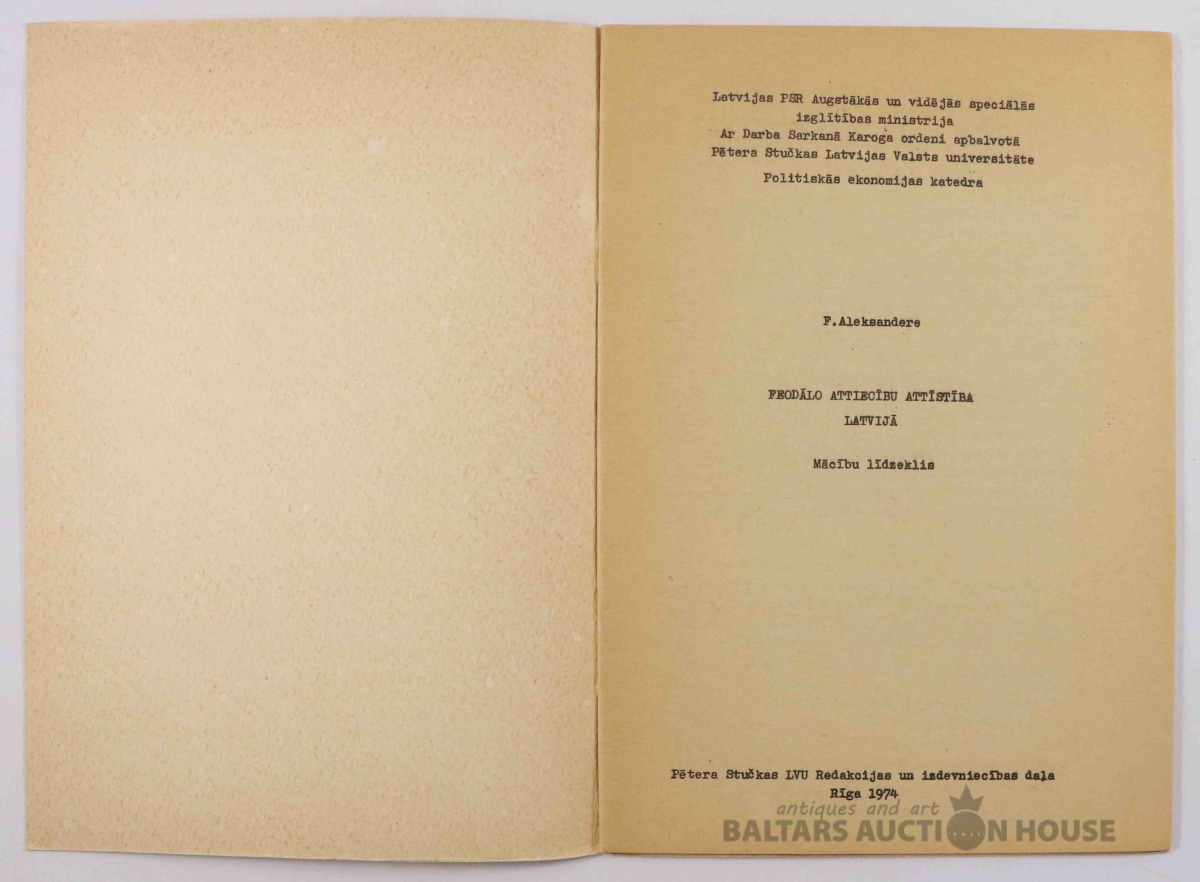 Latvijas PSR Augstākās un vidējās speciālās
izglītības ministrija
Ar Darba Sarkanā Karoga ordeni apbalvotā
Pētera Stučkas Latvijas Valsts universitāte
Politiskās ekonomijas katedra
F.Aleksandere
FEODĀLO ATTIECĪBU ATTĪSTĪBA
LATVIJĀ
Mācību līdzeklis
Pētera Stučkas LVU Redakcijas un izdevniecības daļa
Rīga 1974
antiques and art
BALTARS AUCTION HOUSE